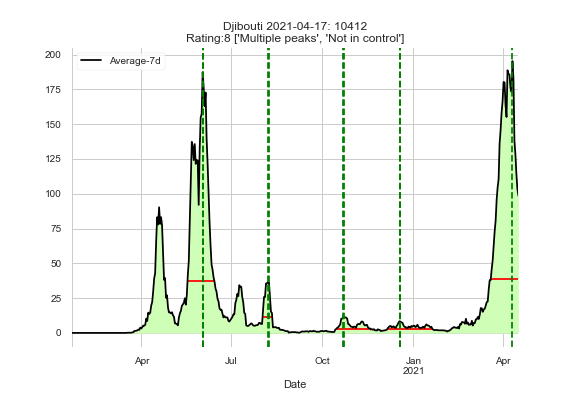 Djibouti 2021-04-17: 10412
Rating:8 ['Multiple peaks', 'Not in control']
200
175
150
125
100
75
50
25
0
Average-7d
Apr
Jul
Oct
Jan
2021
Apr
Date